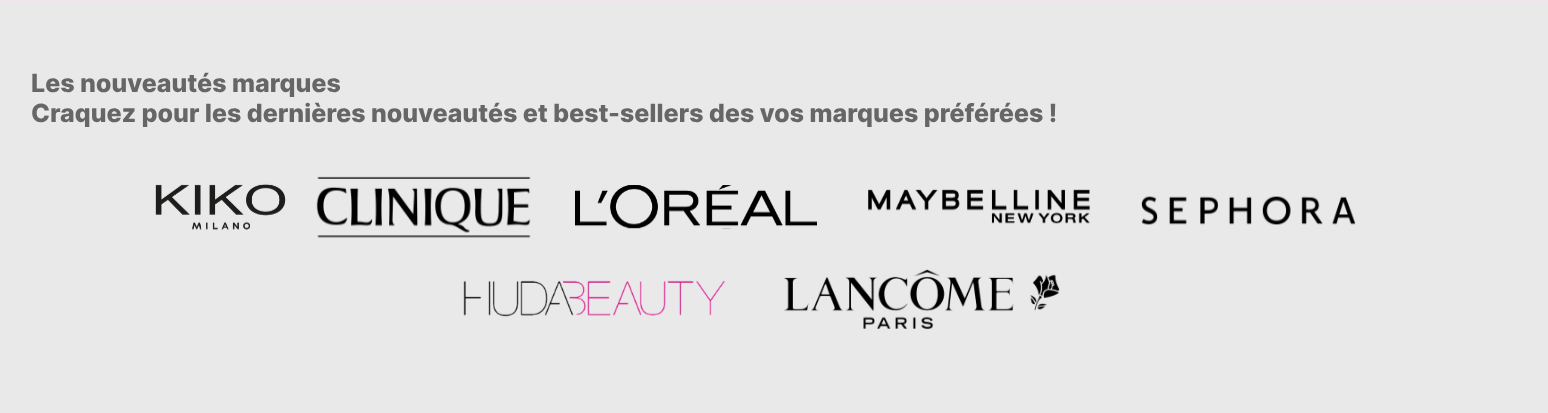 Les nouveautés marques
Craquez pour les dernières nouveautés et best-sellers des vos marques préférées !
KIKO
MILANO
CLINIQUE
L'ORÉAL
MAYBELLINE
NEW YORK
SEPHORA
HUDABEAUTY
LANCÔME
PARIS